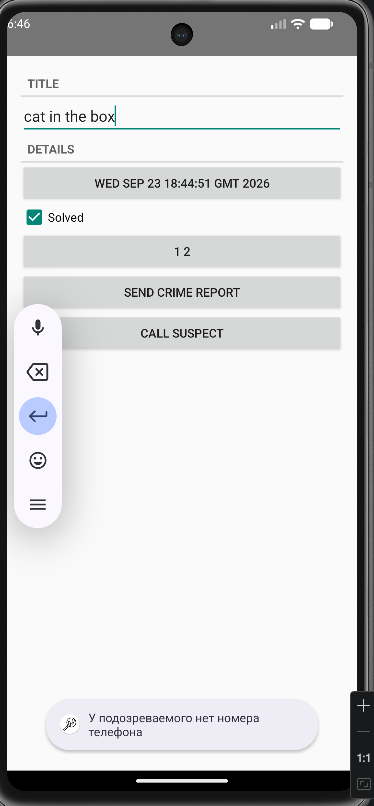 6:46
TITLE
cat in the box
DETAILS
WED SEP 23 18:44:51 GMT 2026
Solved
1 2
SEND CRIME REPORT
CALL SUSPECT
У подозреваемого нет номера
телефона
1:1